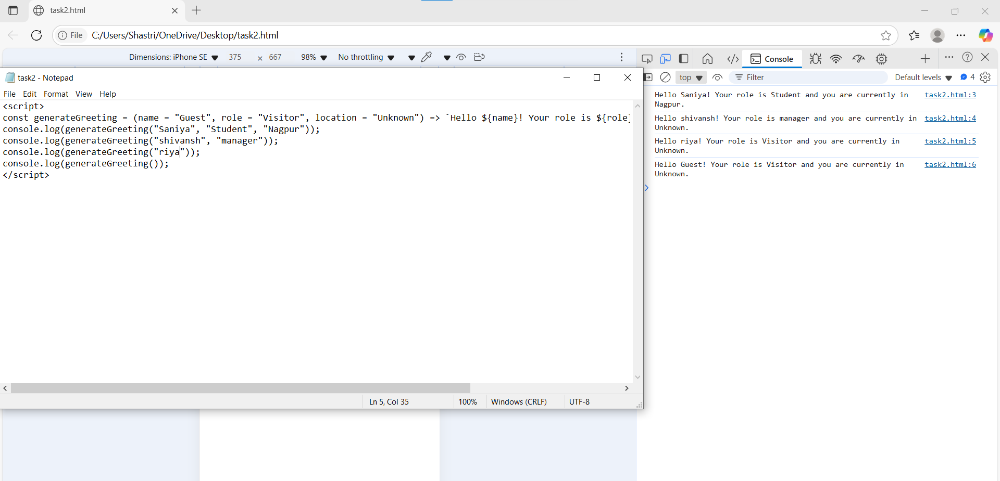 task2.html
File C:/Users/Shastri/OneDrive/Desktop/task2.html
Dimensions: iPhone SE 375 × 667 98% No throttling
Console
top Filter Default levels 4
task2 - Notepad
File Edit Format View Help
<script>
const generateGreeting = (name = "Guest", role = "Visitor", location = "Unknown") => `Hello ${name}! Your role is ${role}
console.log(generateGreeting("Saniya", "Student", "Nagpur"));
console.log(generateGreeting("shivansh", "manager"));
console.log(generateGreeting("riya"));
console.log(generateGreeting());
</script>
Ln 5, Col 35 100% Windows (CRLF) UTF-8
Hello Saniya! Your role is Student and you are currently in task2.html:3
Nagpur.
Hello shivansh! Your role is manager and you are currently in task2.html:4
Unknown.
Hello riya! Your role is Visitor and you are currently in task2.html:5
Unknown.
Hello Guest! Your role is Visitor and you are currently in task2.html:6
Unknown.